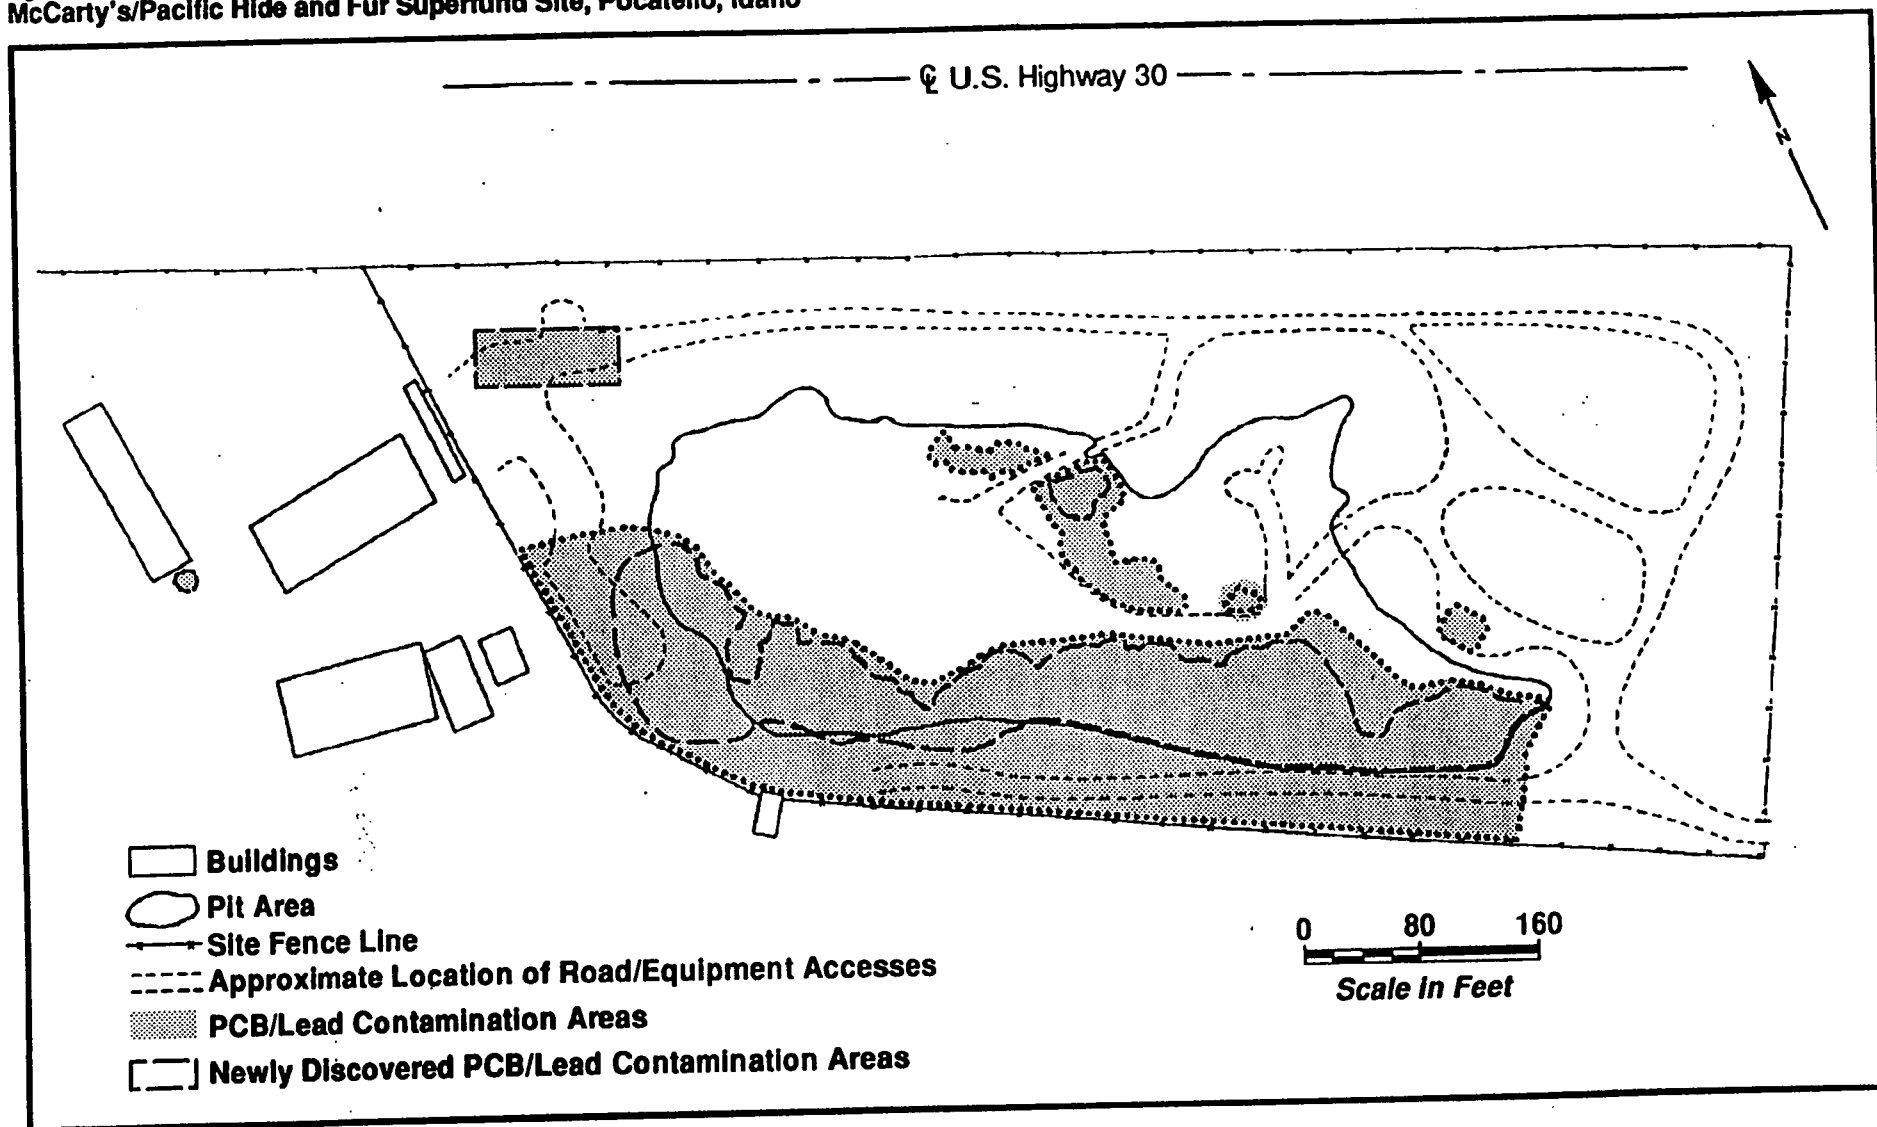 McCarty's/Pacific Hide and Fur Superfund Site, Pocatello, Idaho
℄ U.S. Highway 30
N
Buildings
Pit Area
Site Fence Line
Approximate Location of Road/Equipment Accesses
PCB/Lead Contamination Areas
Newly Discovered PCB/Lead Contamination Areas
0 80 160
Scale in Feet